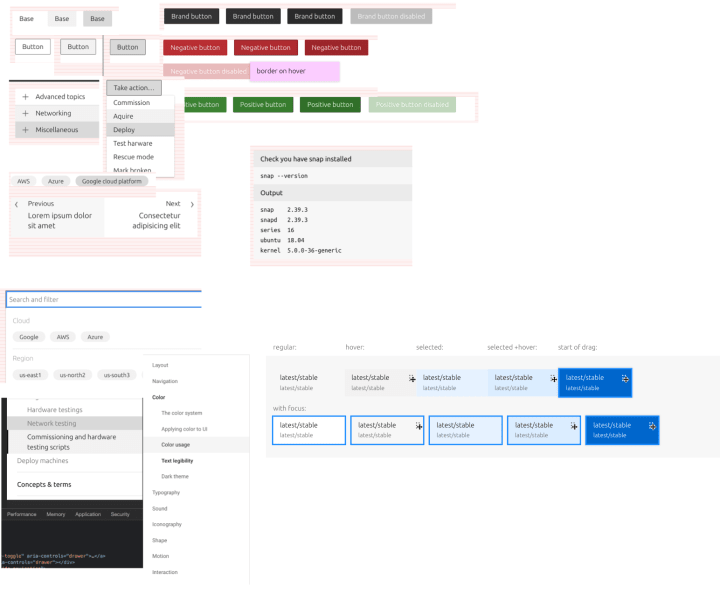 Base
Base
Base
Brand button
Brand button
Brand button
Brand button disabled
Button
Button
Button
Negative button
Negative button
Negative button
Negative button disabled
border on hover
Advanced topics
Networking
Miscellaneous
Take action…
Commission
Aquire
Deploy
Test harware
Rescue mode
Mark broken
Positive button
Positive button
Positive button disabled
AWS
Azure
Google cloud platform
Previous
Lorem ipsum dolor
sit amet
Next
Consectetur
adipisicing elit
Check you have snap installed
snap --version
Output
snap 2.39.3
snapd 2.39.3
series 16
ubuntu 18.04
kernel 5.0.0-36-generic
Search and filter
Cloud
Google
AWS
Azure
Region
us-east1
us-north2
us-south3
Hardware testings
Network testing
Commissioning and hardware
testing scripts
Deploy machines
Concepts & terms
Performance
Memory
Application
Security
-toggle" aria-controls="drawer">…</a>
a-controls="drawer"></div>
Layout
Navigation
Color
The color system
Applying color to UI
Color usage
Text legibility
Dark theme
Typography
Sound
Iconography
Shape
Motion
Interaction
regular:
hover:
selected:
selected +hover:
start of drag:
latest/stable
latest/stable
latest/stable
latest/stable
latest/stable
latest/stable
latest/stable
latest/stable
latest/stable
latest/stable
with focus:
latest/stable
latest/stable
latest/stable
latest/stable
latest/stable
latest/stable
latest/stable
latest/stable
latest/stable
latest/stable